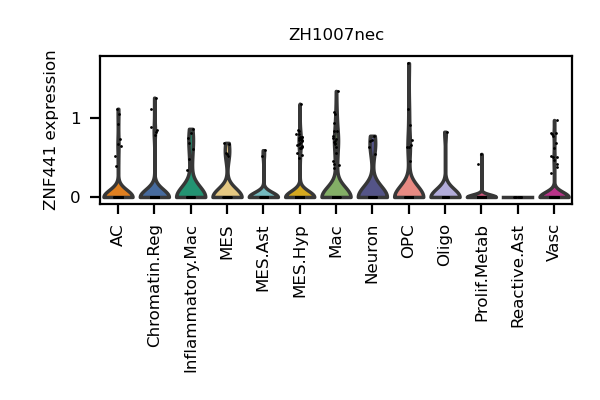 ZH1007nec
ZNF441 expression
1
0
AC
Chromatin.Reg
Inflammatory.Mac
MES
MES.Ast
MES.Hyp
Mac
Neuron
OPC
Oligo
Prolif.Metab
Reactive.Ast
Vasc